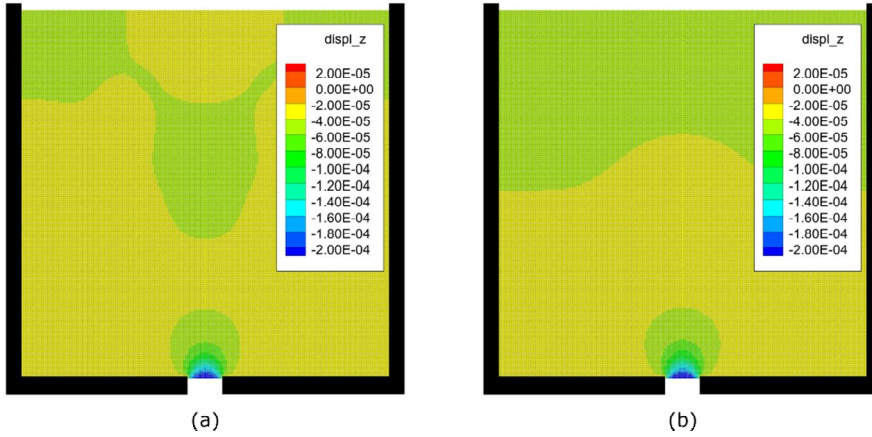 displ_z
2.00E-05
0.00E+00
-2.00E-05
-4.00E-05
-6.00E-05
-8.00E-05
-1.00E-04
-1.20E-04
-1.40E-04
-1.60E-04
-1.80E-04
-2.00E-04
(a)
displ_z
2.00E-05
0.00E+00
-2.00E-05
-4.00E-05
-6.00E-05
-8.00E-05
-1.00E-04
-1.20E-04
-1.40E-04
-1.60E-04
-1.80E-04
-2.00E-04
(b)